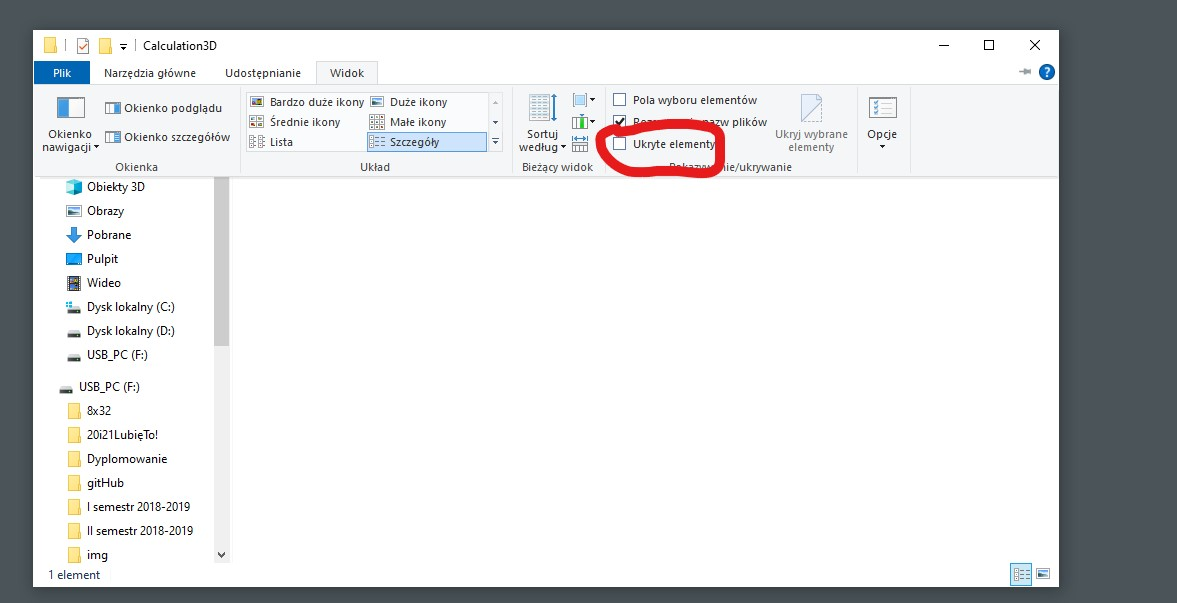 Calculation3D
Plik Narzędzia główne Udostępnianie Widok
Okienko nawigacji
Okienko podglądu
Okienko szczegółów
Okienka
Bardzo duże ikony Duże ikony
Średnie ikony Małe ikony
Lista Szczegóły
Układ
Sortuj według
Bieżący widok
Pola wyboru elementów
nazw plików
Ukryte elementy
Ukryj wybrane elementy
Opcje
Obiekty 3D
Obrazy
Pobrane
Pulpit
Wideo
Dysk lokalny (C:)
Dysk lokalny (D:)
USB_PC (F:)
USB_PC (F:)
8x32
20i21LubięTo!
Dyplomowanie
gitHub
I semestr 2018-2019
II semestr 2018-2019
img
1 element